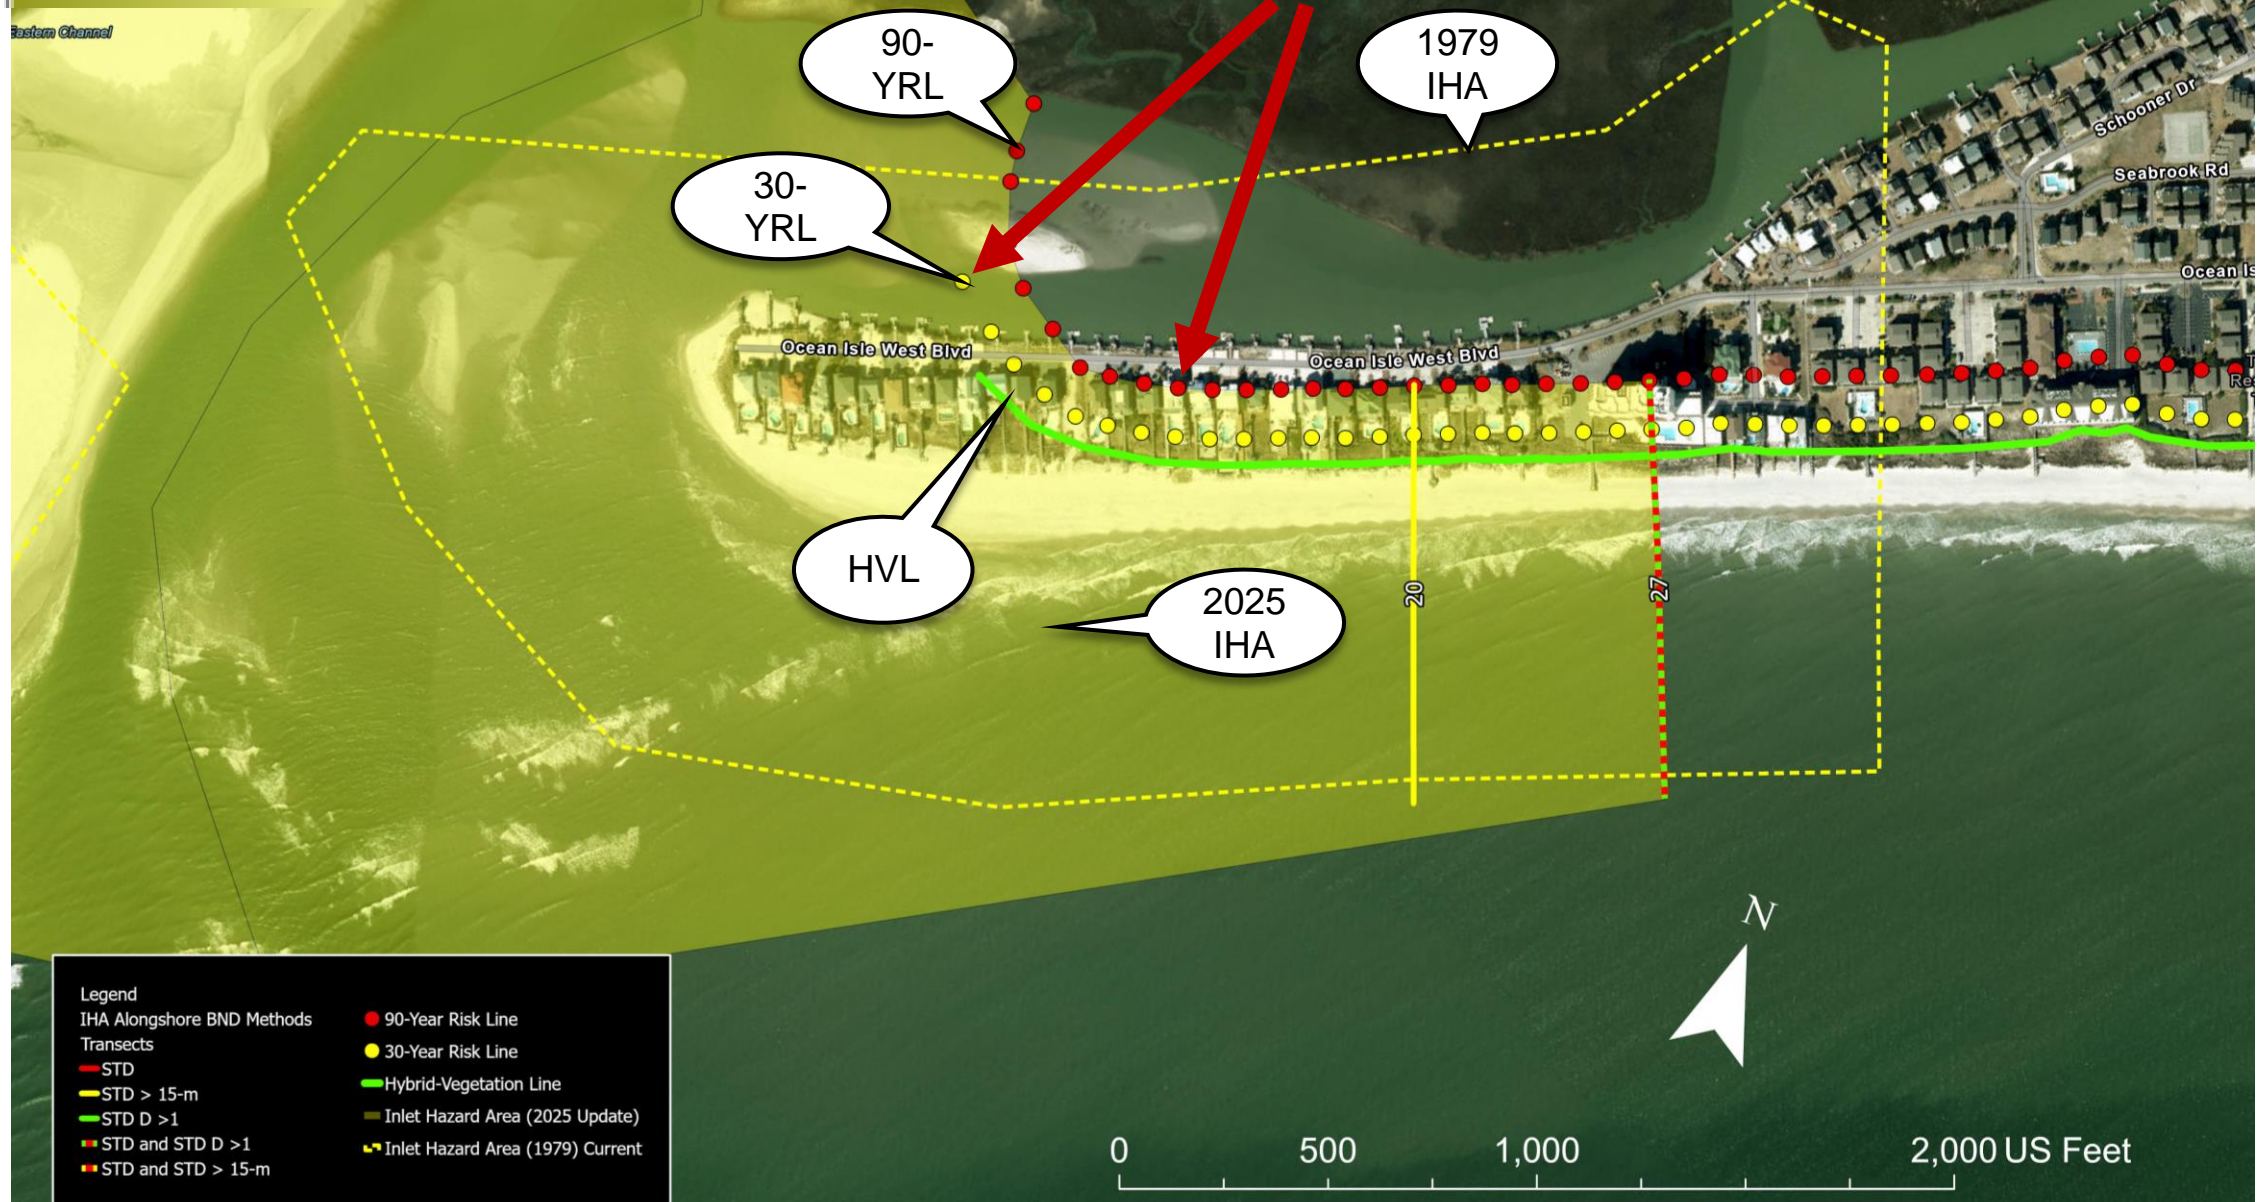 Eastern Channel
90-
YRL
1979
IHA
Schooner Dr
Seabrook Rd
30-
YRL
Ocean Is
Ocean Isle West Blvd
Ocean Isle West Blvd
T
Re
HVL
2025
IHA
20
27
N
Legend
IHA Alongshore BND Methods
Transects
STD
STD > 15-m
STD D >1
STD and STD D >1
STD and STD > 15-m
90-Year Risk Line
30-Year Risk Line
Hybrid-Vegetation Line
Inlet Hazard Area (2025 Update)
Inlet Hazard Area (1979) Current
0 500 1,000 2,000 US Feet